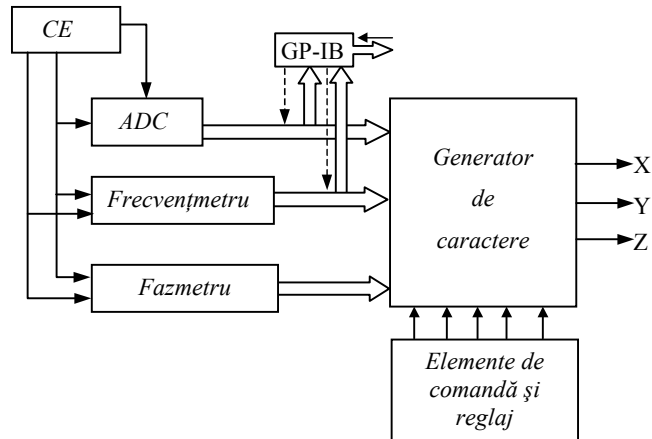 CE
GP-IB
ADC
Generator
de
caractere
X
Frecvențmetru
Y
Z
Fazmetru
Elemente de
comandă şi
reglaj